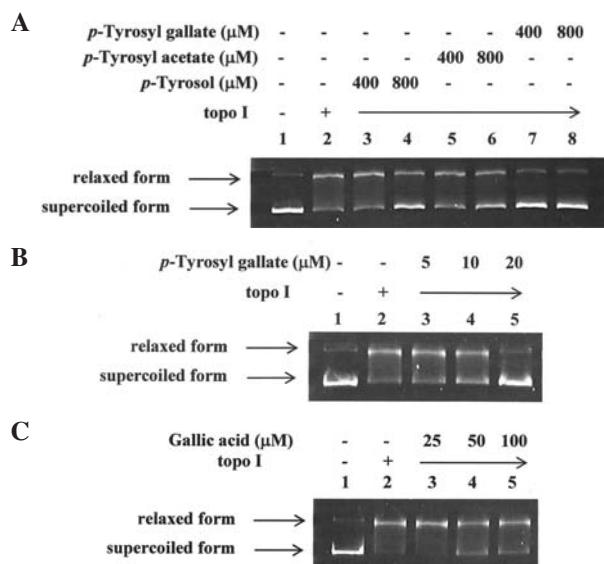 A
p-Tyrosyl gallate (µM) - - - - - - 400 800
p-Tyrosyl acetate (µM) - - - - 400 800 - -
p-Tyrosol (µM) - - 400 800 - - - -
topo I - +
1 2 3 4 5 6 7 8
relaxed form
supercoiled form
B
p-Tyrosyl gallate (µM) - - 5 10 20
topo I - +
1 2 3 4 5
relaxed form
supercoiled form
C
Gallic acid (µM) - - 25 50 100
topo I - +
1 2 3 4 5
relaxed form
supercoiled form